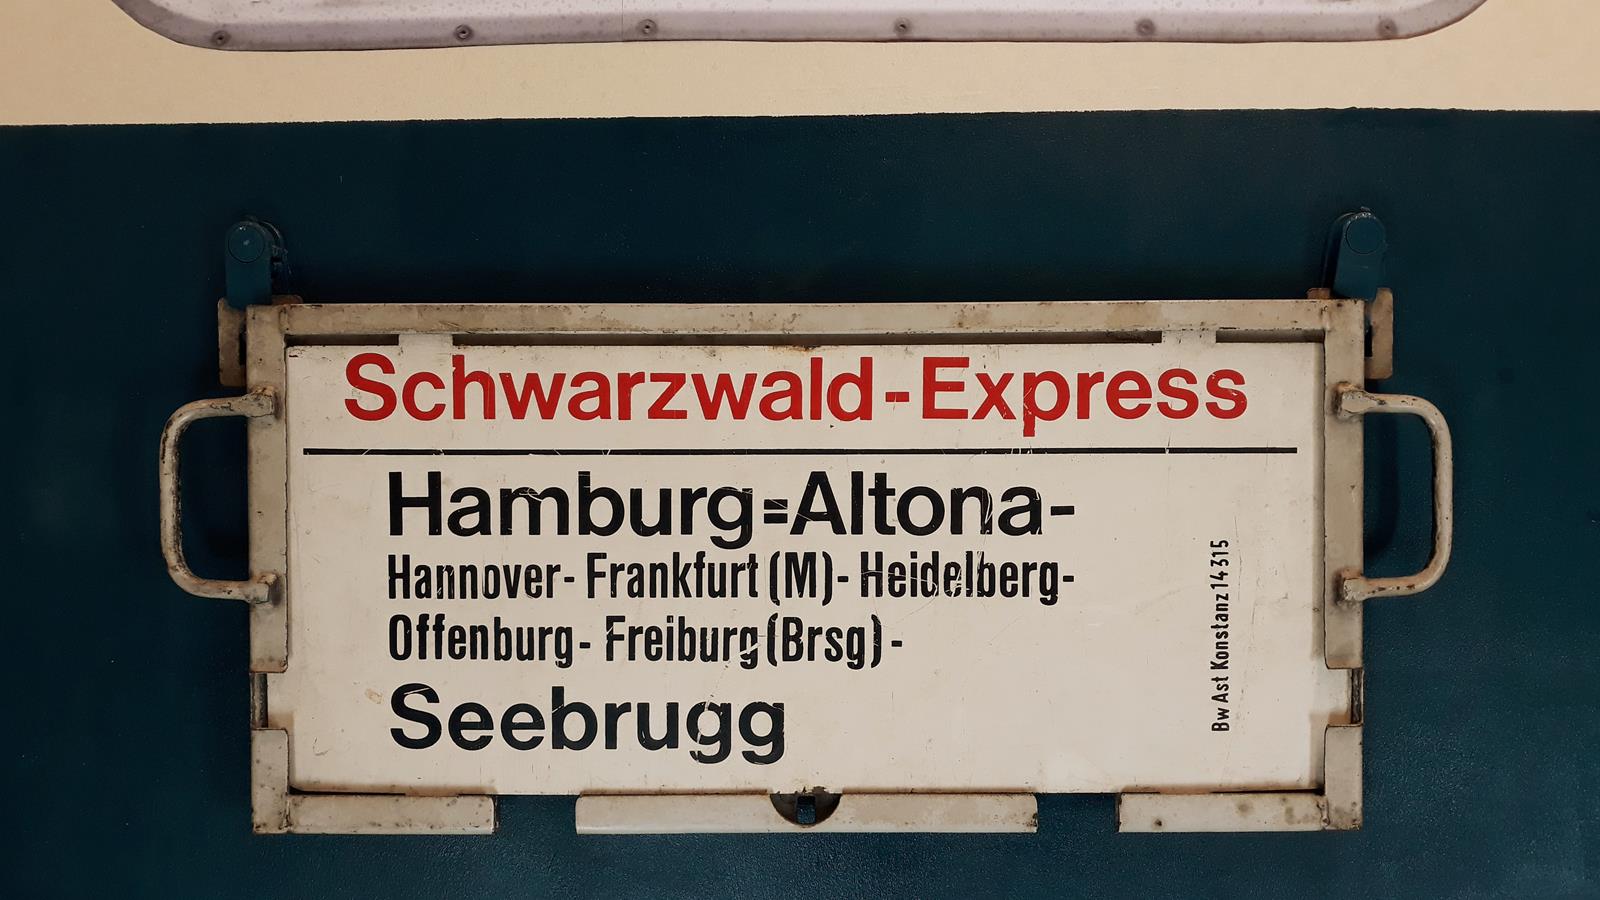 Schwarzwald-Express
Hamburg=Altona-
Hannover- Frankfurt (M)- Heidelberg-
Offenburg- Freiburg (Brsg) -
Seebrugg
Bw Ast Konstanz 14315